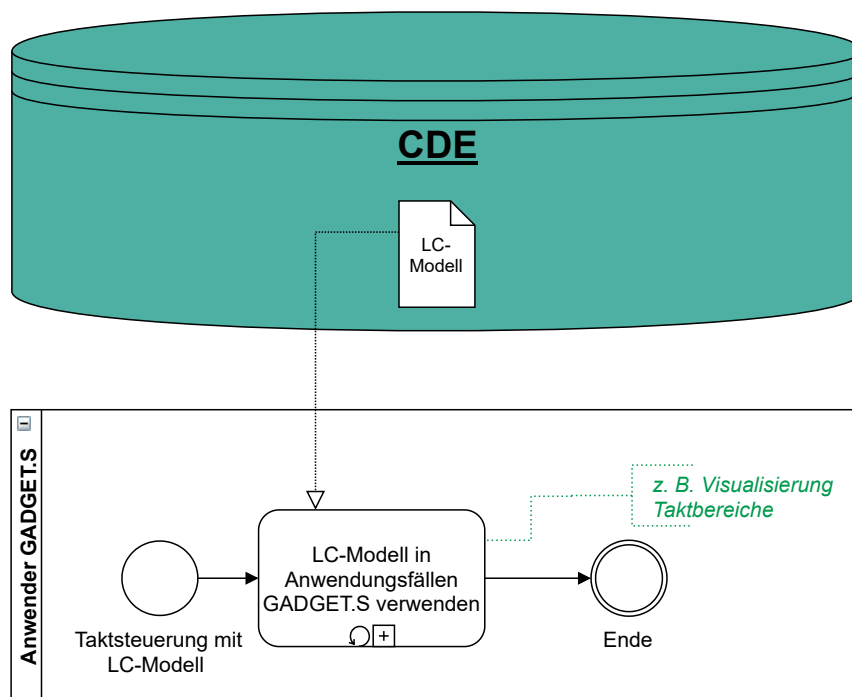 CDE
LC-
Modell
Anwender GADGET.S
z. B. Visualisierung
Taktbereiche
LC-Modell in
Anwendungsfällen
GADGET.S verwenden
Taktsteuerung mit
LC-Modell
Ende